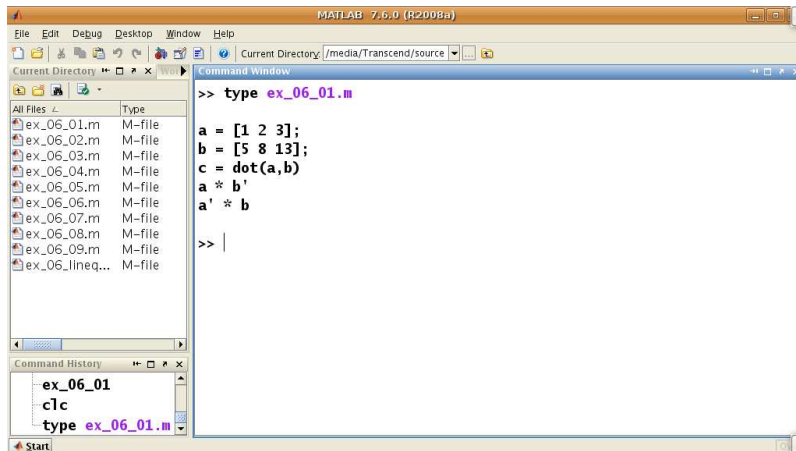 MATLAB 7.6.0 (R2008a)
File Edit Debug Desktop Window Help
Current Directory: /media/Transcend/source ...
Current Directory
Command Window
All Files Type
ex_06_01.m M-file
ex_06_02.m M-file
ex_06_03.m M-file
ex_06_04.m M-file
ex_06_05.m M-file
ex_06_06.m M-file
ex_06_07.m M-file
ex_06_08.m M-file
ex_06_09.m M-file
ex_06_lineq... M-file
>> type ex_06_01.m
a = [1 2 3];
b = [5 8 13];
c = dot(a,b)
a * b'
a' * b
>>
Command History
ex_06_01
clc
type ex_06_01.m
Start